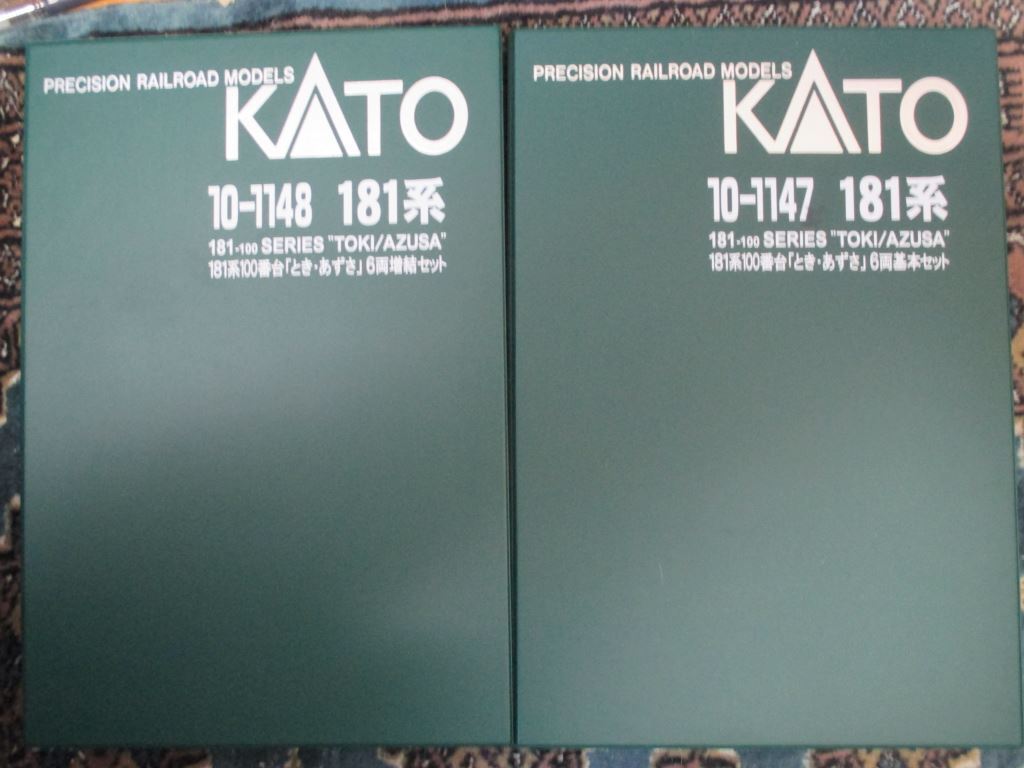 PRECISION RAILROAD MODELS
KATO
10-1148 181系
181-100 SERIES "TOKI/AZUSA"
181系100番台「とき・あずさ」6両増結セット
PRECISION RAILROAD MODELS
KATO
10-1147 181系
181-100 SERIES "TOKI/AZUSA"
181系100番台「とき・あずさ」6両基本セット